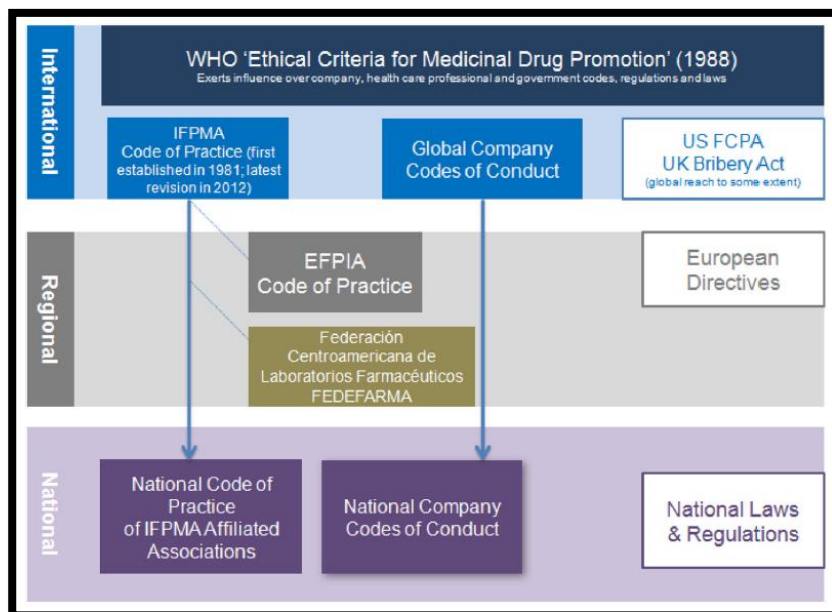 International
WHO ‘Ethical Criteria for Medicinal Drug Promotion’ (1988)
Exerts influence over company, health care professional and government codes, regulations and laws
IFPMA
Code of Practice (first
established in 1981; latest
revision in 2012)
Global Company
Codes of Conduct
US FCPA
UK Bribery Act
(global reach to some extent)
Regional
EFPIA
Code of Practice
European
Directives
Federación
Centroamericana de
Laboratorios Farmacéuticos
FEDEFARMA
National
National Code of
Practice
of IFPMA Affiliated
Associations
National Company
Codes of Conduct
National Laws
& Regulations